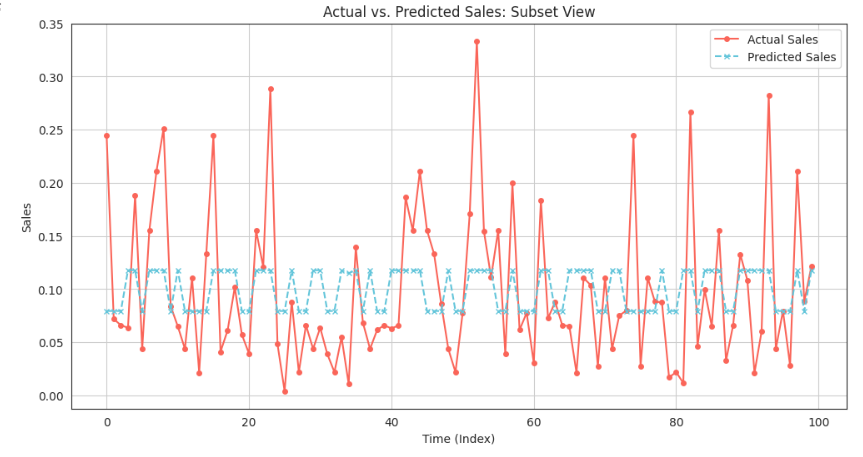 Actual vs. Predicted Sales: Subset View
0.35
0.30
0.25
0.20
0.15
0.10
0.05
0.00
Sales
Actual Sales
Predicted Sales
0 20 40 60 80 100
Time (Index)